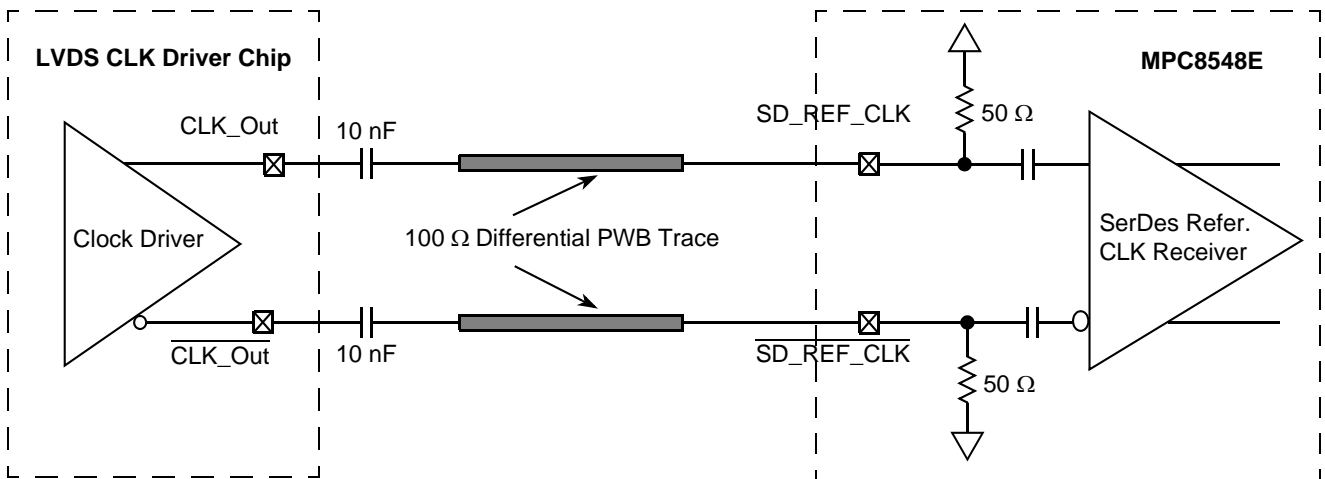 LVDS CLK Driver Chip
MPC8548E
CLK_Out
10 nF
SD_REF_CLK
50 Ω
Clock Driver
100 Ω Differential PWB Trace
SerDes Refer.
CLK Receiver
CLK_Out
10 nF
SD_REF_CLK
50 Ω